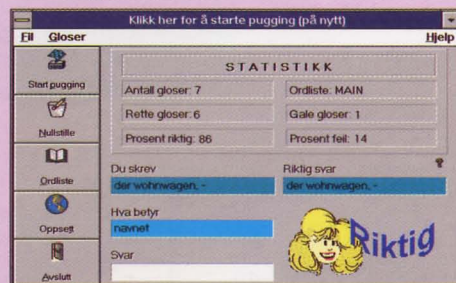 Klikk her for å starte pugging (på nytt)
Fil Gloser Hjelp
Start pugging
Nullstille
Ordliste
Oppsett
Avslutt
STATISTIKK
Antall gloser: 7 Ordliste: MAIN
Rette gloser: 6 Gale gloser: 1
Prosent riktig: 86 Prosent feil: 14
Du skrev Riktig svar
der wohnwagen, - der wohnwagen, -
Hva betyr
navnet
Riktig
Svar